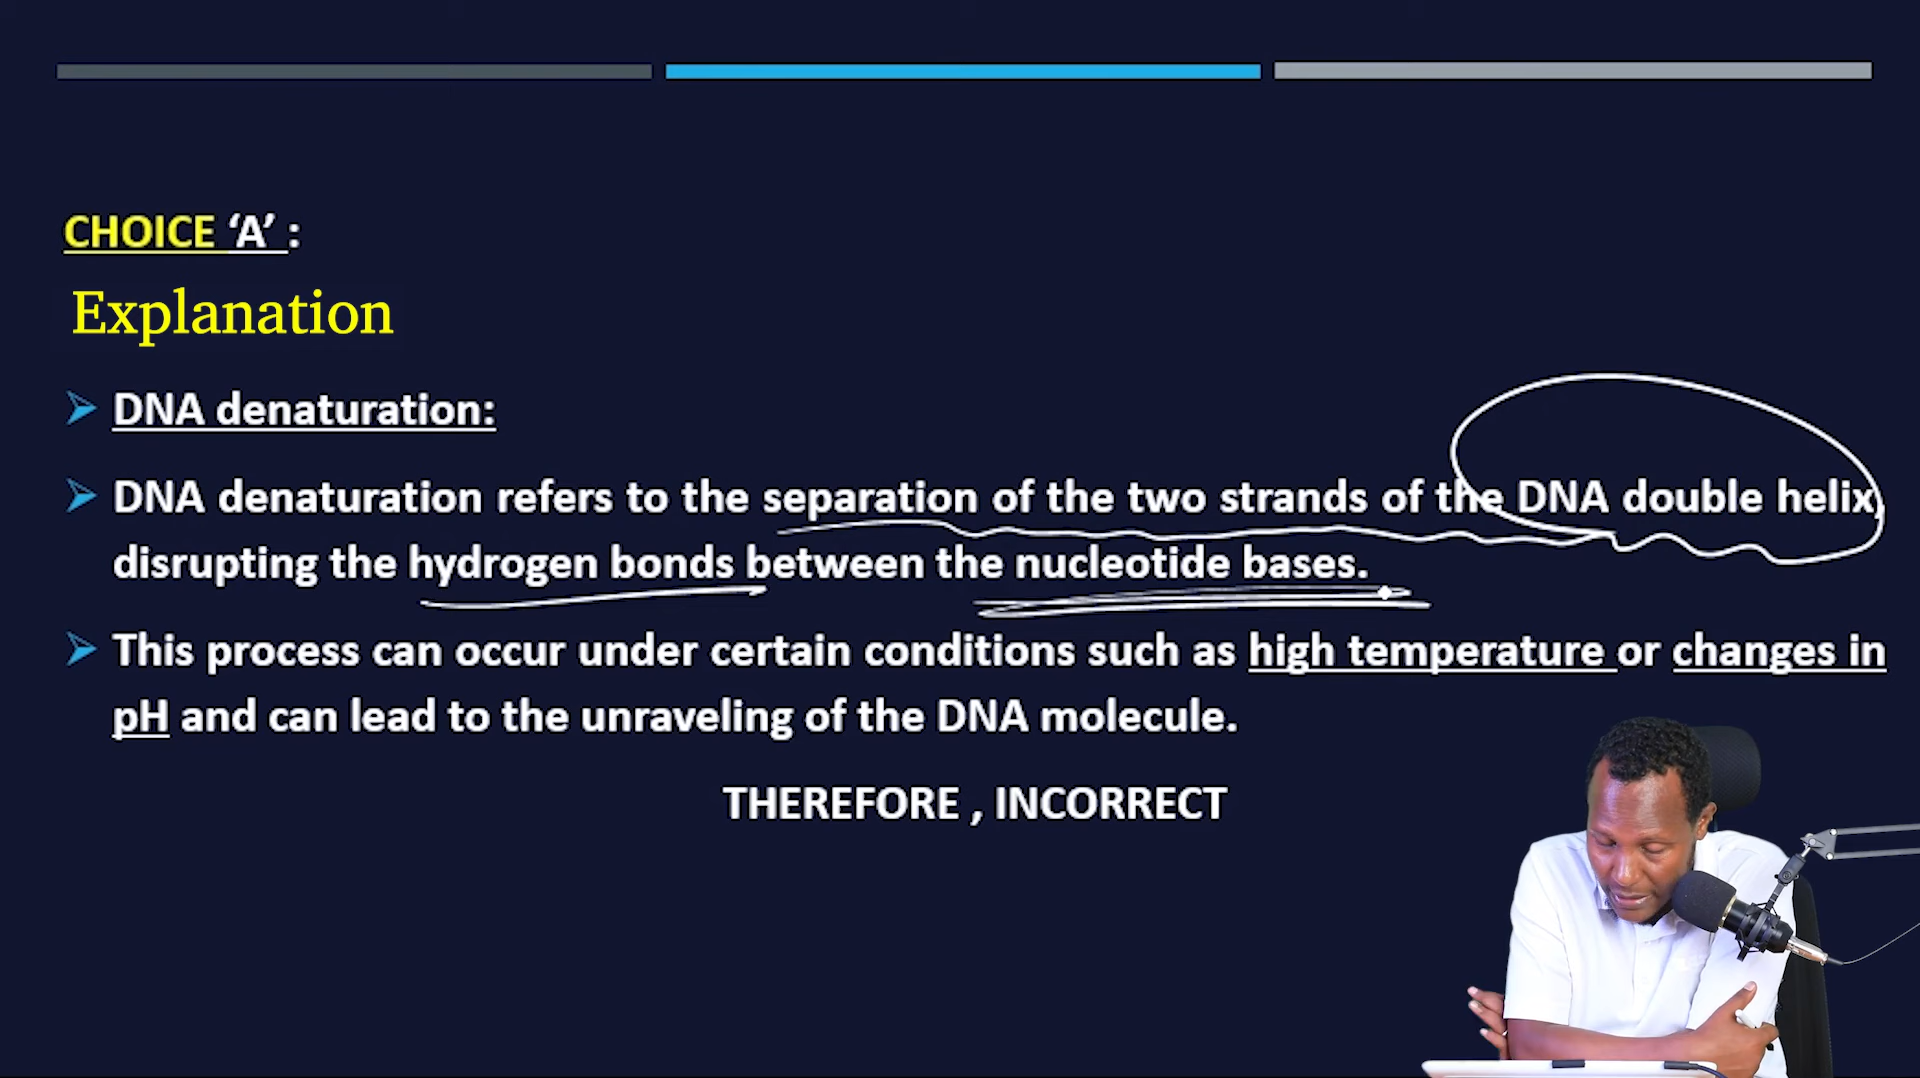 CHOICE ‘A’ :
Explanation
DNA denaturation:
DNA denaturation refers to the separation of the two strands of the DNA double helix,
disrupting the hydrogen bonds between the nucleotide bases.
This process can occur under certain conditions such as high temperature or changes in
pH and can lead to the unraveling of the DNA molecule.
THEREFORE , INCORRECT